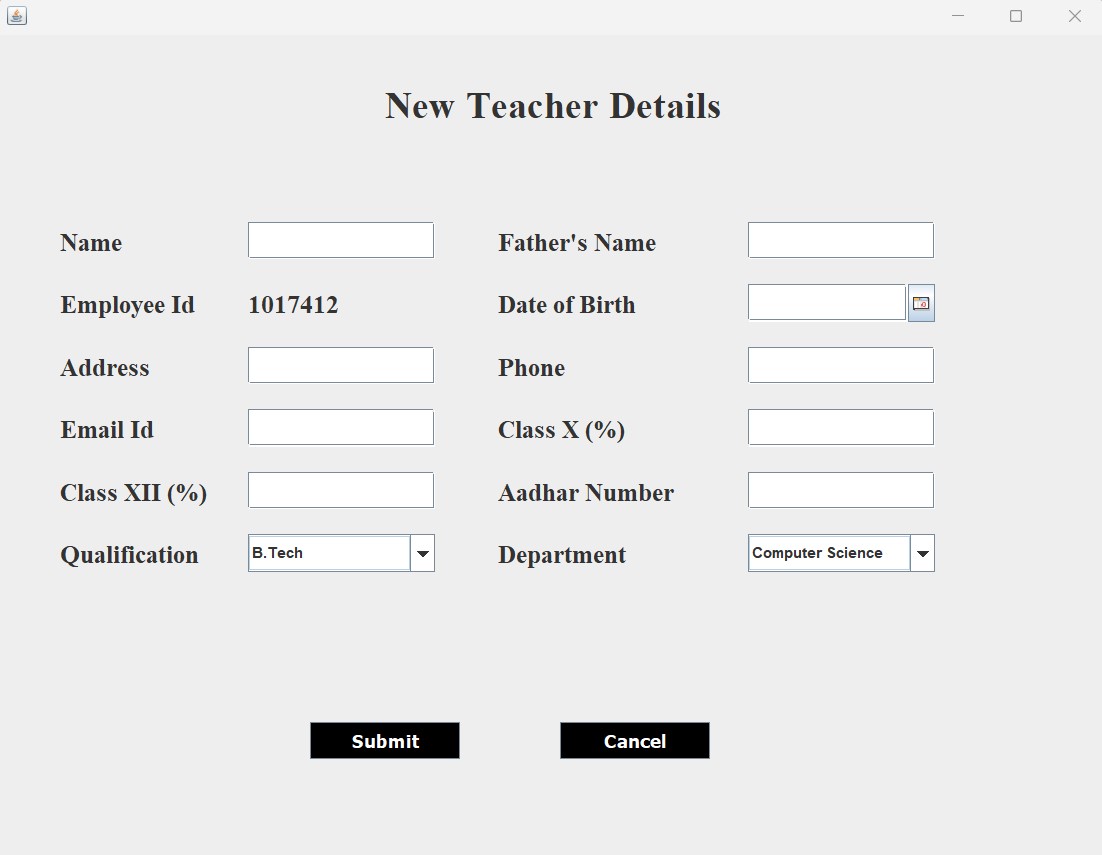 New Teacher Details
Name Father's Name
Employee Id 1017412 Date of Birth
Address Phone
Email Id Class X (%)
Class XII (%) Aadhar Number
Qualification B.Tech Department Computer Science
Submit Cancel